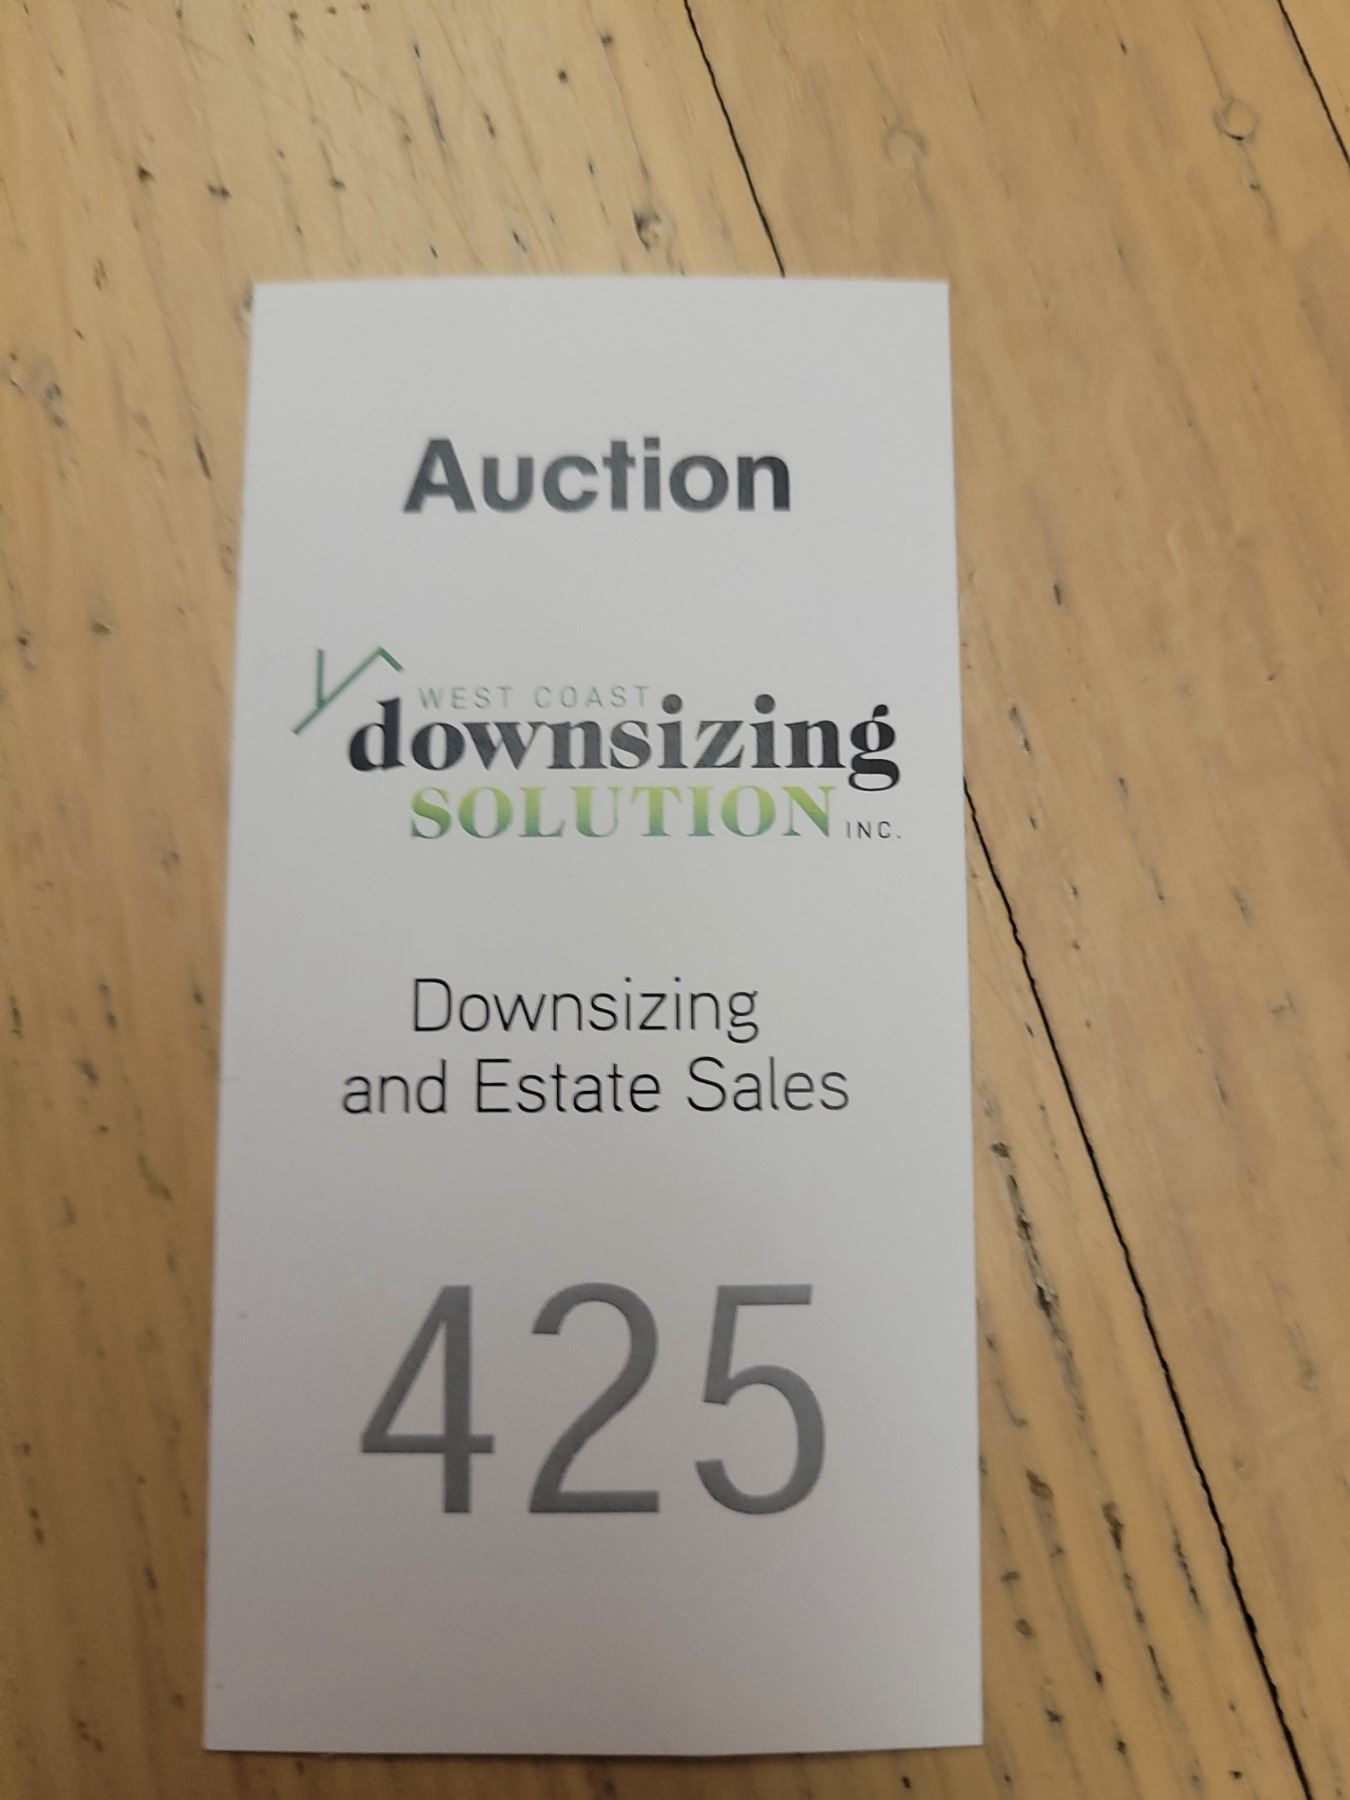 Auction
WEST COAST
downsizing
SOLUTION INC.
Downsizing
and Estate Sales
425